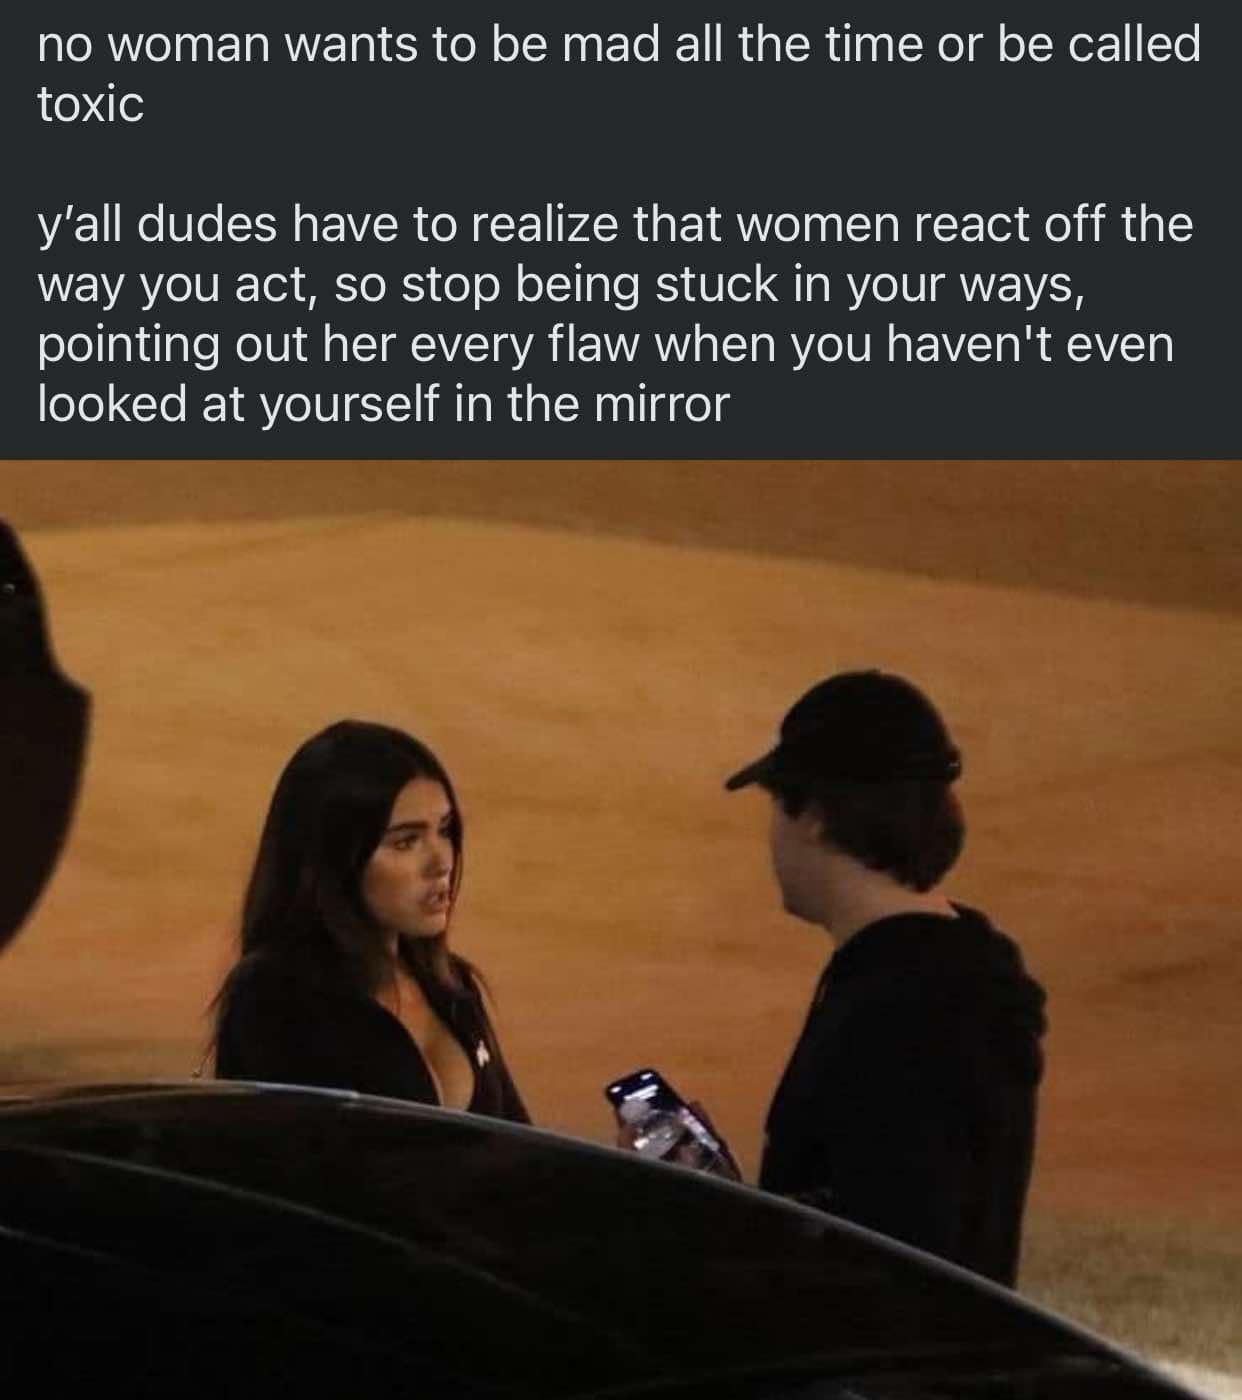 no woman wants to be mad all the time or be called
toxic
y’all dudes have to realize that women react off the
way you act, so stop being stuck in your ways,
pointing out her every flaw when you haven't even
looked at yourself in the mirror